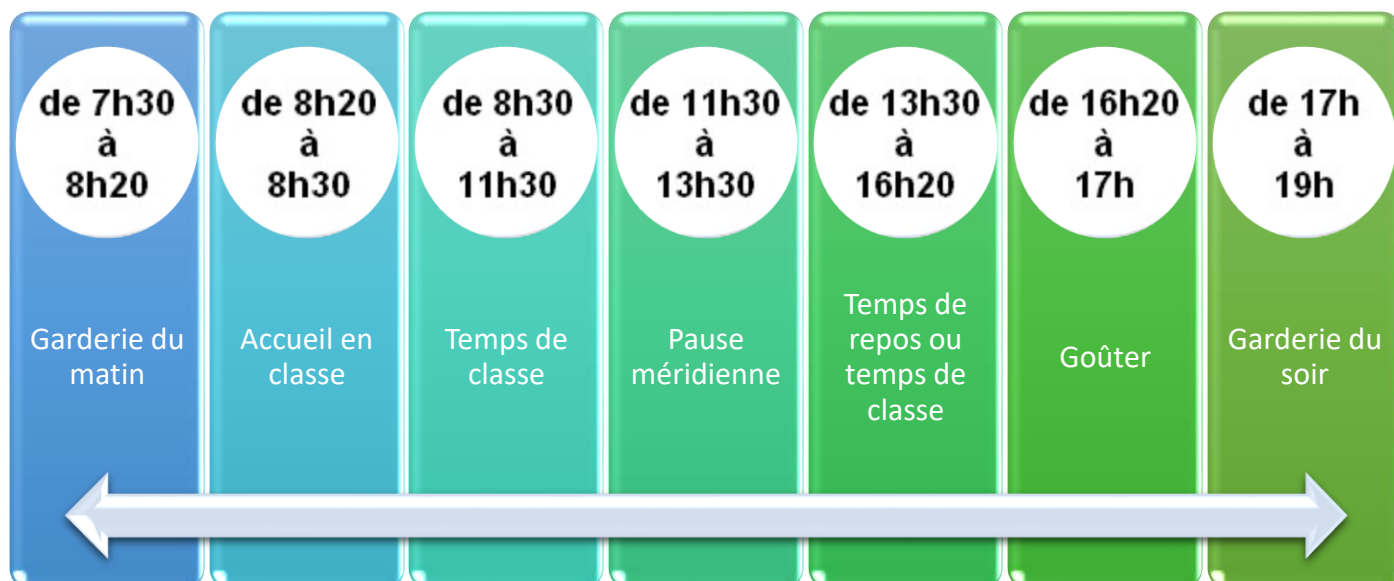 de 7h30
à
8h20
Garderie du
matin
de 8h20
à
8h30
Accueil en
classe
de 8h30
à
11h30
Temps de
classe
de 11h30
à
13h30
Pause
méridienne
de 13h30
à
16h20
Temps de
repos ou
temps de
classe
de 16h20
à
17h
Goûter
de 17h
à
19h
Garderie du
soir